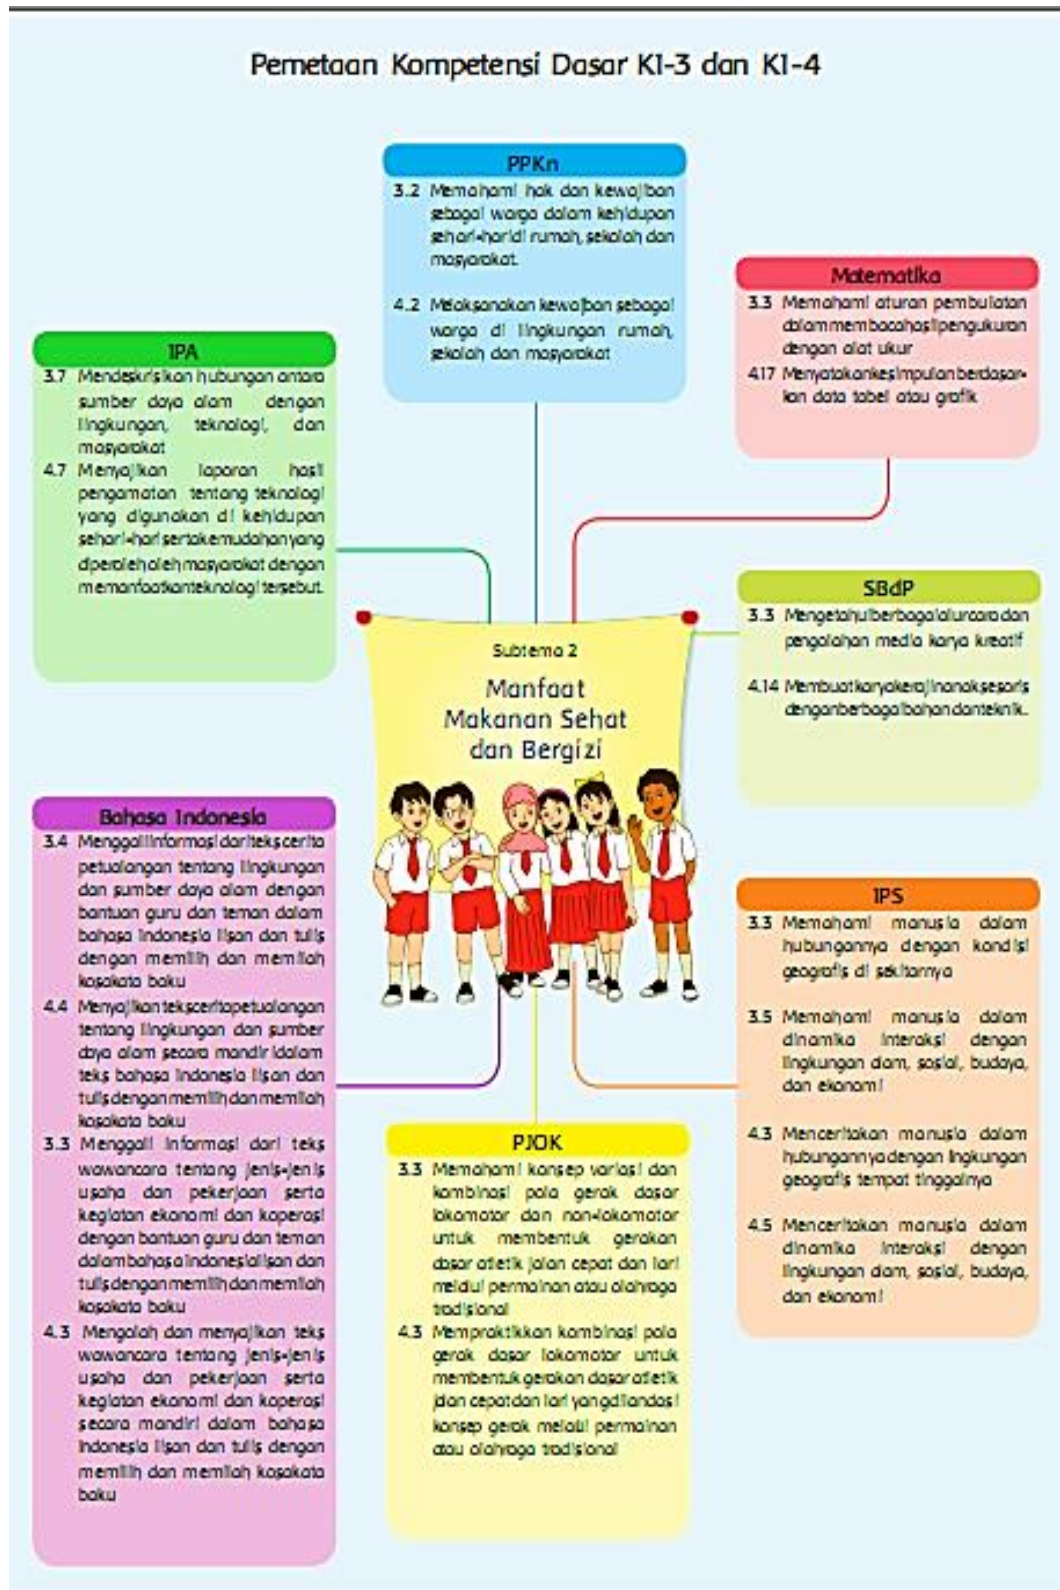 Pemetaan Kompetensi Dasar KI-3 dan KI-4
PPKn
3.2 Memahami hak dan kewajiban
sebagai warga dalam kehidupan
sehari-hari di rumah, sekolah dan
masyarakat.
4.2 Melaksanakan kewajban sebagai
warga di lingkungan rumah,
sekolah dan masyarakat
Matematika
3.3 Memahami aturan pembulatan
dalam membaca hasil pengukuran
dengan alat ukur
4.17 Menyatakan kesimpulan berdasar-
kan data tabel atau grafik
IPA
3.7 Mendeskrisikan hubungan antara
sumber daya alam dengan
lingkungan, teknologi, dan
masyarakat
4.7 Menyajikan laporan hasil
pengamatan tentang teknologi
yang digunakan di kehidupan
sehari-hari serta kemudahan yang
diperoleh oleh masyarakat dengan
memanfaatkan teknologi tersebut.
SBdP
3.3 Mengetahui berbagai alur cara dan
pengolahan media karya kreatif
4.14 Membuat karya kerajinan aksesoris
dengan berbagai bahan dan teknik.
Subtema 2
Manfaat
Makanan Sehat
dan Bergizi
Bahasa Indonesia
3.4 Menggali informasi dari teks cerita
petualangan tentang lingkungan
dan sumber daya alam dengan
bantuan guru dan teman dalam
bahasa Indonesia lisan dan tulis
dengan memilih dan memilah
kosakata baku
4.4 Menyajikan teks cerita petualangan
tentang lingkungan dan sumber
daya alam secara mandiri dalam
teks bahasa Indonesia lisan dan
tulis dengan memilih dan memilah
kosakata baku
3.3 Menggali informasi dari teks
wawancara tentang jenis-jenis
usaha dan pekerjaan serta
kegiatan ekonomi dan koperasi
dengan bantuan guru dan teman
dalam bahasa Indonesia lisan dan
tulis dengan memilih dan memilah
kosakata baku
4.3 Mengolah dan menyajikan teks
wawancara tentang jenis-jenis
usaha dan pekerjaan serta
kegiatan ekonomi dan koperasi
secara mandiri dalam bahasa
Indonesia lisan dan tulis dengan
memilih dan memilah kosakata
baku
IPS
3.3 Memahami manusia dalam
hubungannya dengan kondisi
geografis di sekitarnya
3.5 Memahami manusia dalam
dinamika interaksi dengan
lingkungan alam, sosial, budaya,
dan ekonomi
4.3 Menceritakan manusia dalam
hubungannya dengan lingkungan
geografis tempat tinggalnya
4.5 Menceritakan manusia dalam
dinamika interaksi dengan
lingkungan alam, sosial, budaya,
dan ekonomi
PJOK
3.3 Memahami konsep variasi dan
kombinasi pola gerak dasar
lokomotor dan non-lokomotor
untuk membentuk gerakan
dasar atletik jalan cepat dan lari
melalui permainan atau olahraga
tradisional
4.3 Mempraktikkan kombinasi pola
gerak dasar lokomotor untuk
membentuk gerakan dasar atletik
jalan cepat dan lari yang dilandasi
konsep gerak melalui permainan
atau olahraga tradisional